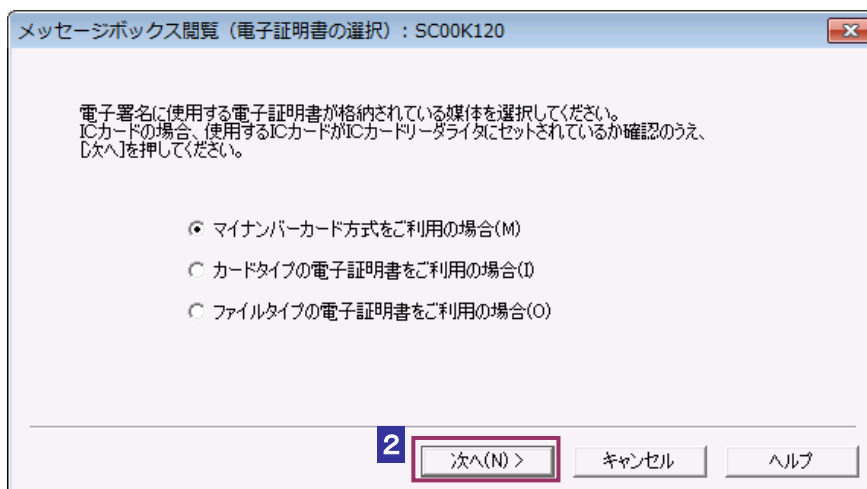 メッセージボックス閲覧（電子証明書の選択）：SC00K120
電子署名に使用する電子証明書が格納されている媒体を選択してください。
ICカードの場合、使用するICカードがICカードリーダライタにセットされているか確認のうえ、
[次へ]を押してください。
マイナンバーカード方式をご利用の場合(M)
カードタイプの電子証明書をご利用の場合(I)
ファイルタイプの電子証明書をご利用の場合(O)
2
次へ(N) >
キャンセル
ヘルプ